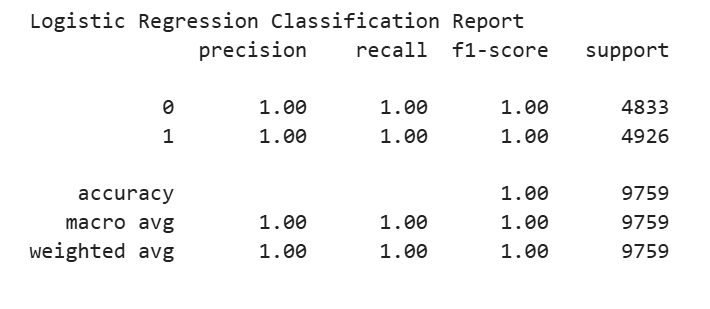 Logistic Regression Classification Report
precision recall f1-score support
0 1.00 1.00 1.00 4833
1 1.00 1.00 1.00 4926
accuracy 1.00 9759
macro avg 1.00 1.00 1.00 9759
weighted avg 1.00 1.00 1.00 9759